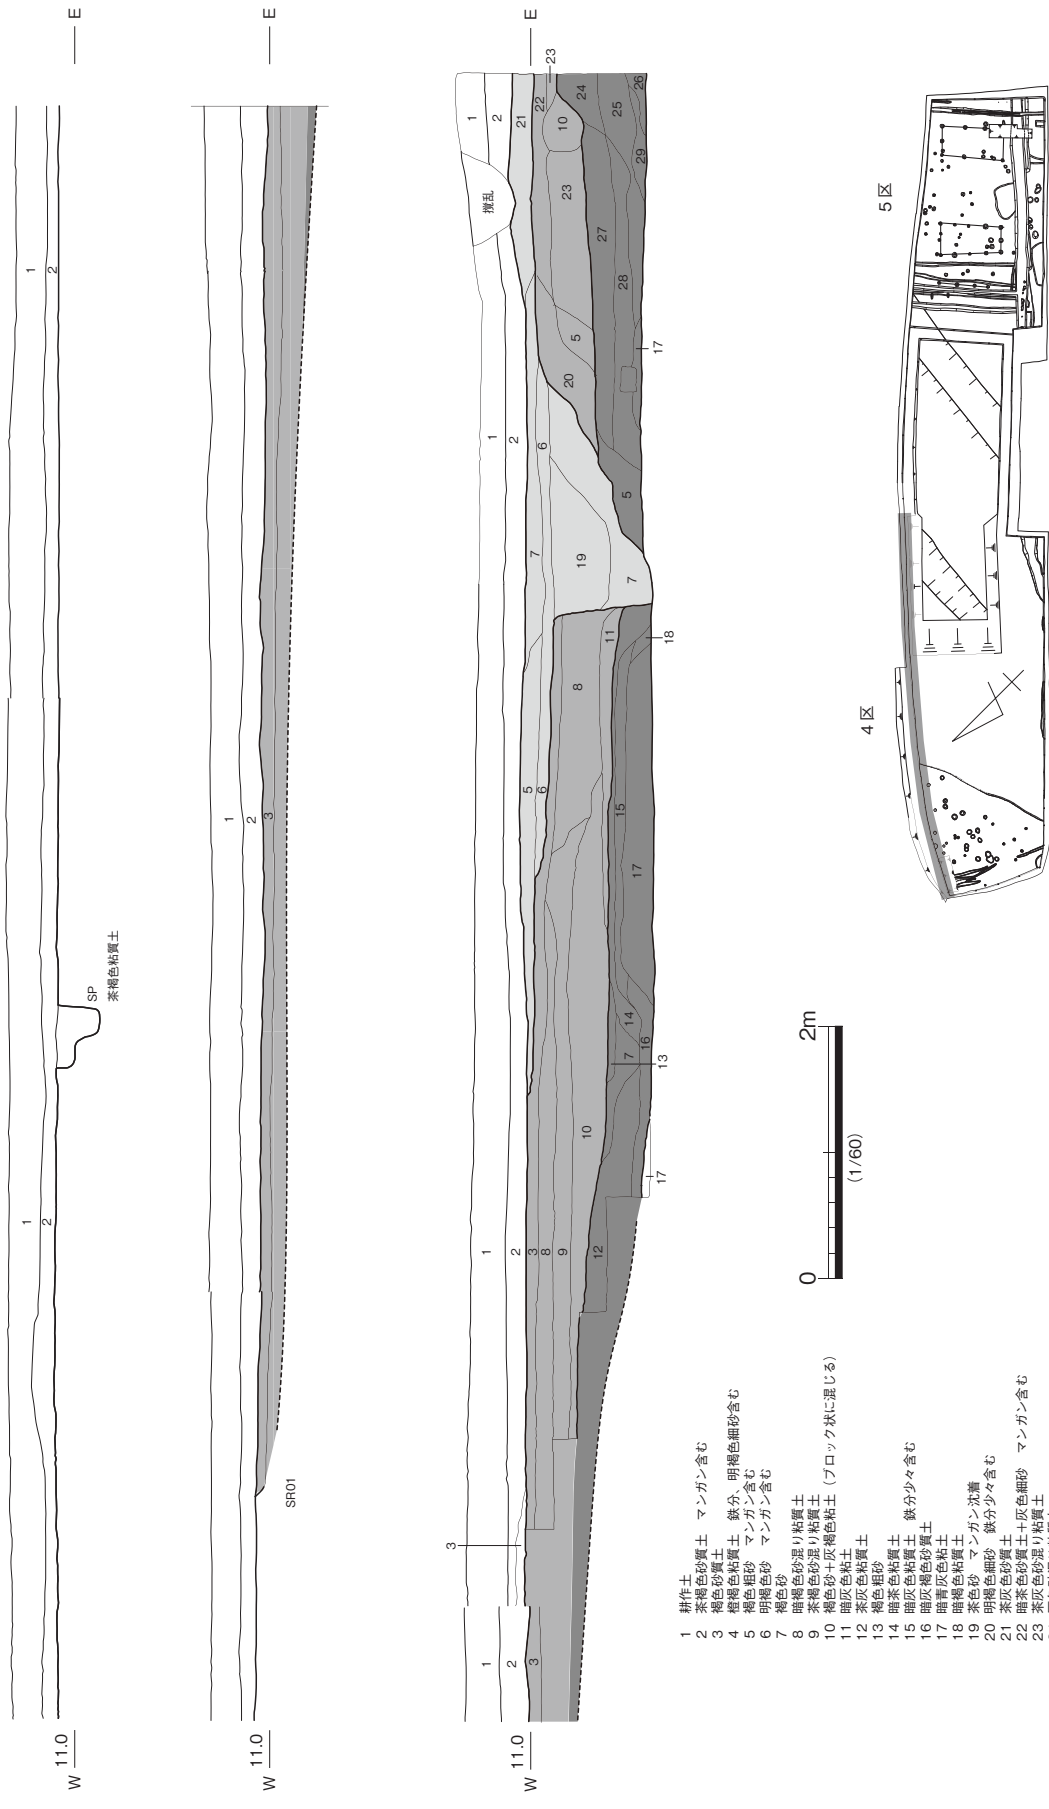 W 11.0
1
2
SP
茶褐色粘質土
1
2
E
W 11.0
SR01
1
2
3
E
W 11.0
1
2
3
3
1
2
3
8
9
12
10
17
13
16
7
14
17
15
5
6
8
11
18
7
19
7
6
1
2
5
20
5
17
28
27
23
攪乱
1
2
21
22
10
23
24
25
26
29
E
1 耕作土
2 茶褐色砂質土 マンガン含む
3 褐色砂質土
4 橙褐色粘質土 鉄分、明褐色細砂含む
5 褐色粗砂 マンガン含む
6 明褐色砂 マンガン含む
7 褐色砂
8 暗褐色砂混り粘質土
9 茶褐色砂混り粘質土
10 褐色砂+灰褐色粘土(ブロック状に混じる)
11 暗灰色粘土
12 茶灰色粘質土
13 褐色粗砂
14 暗茶色粘質土
15 暗灰色粘質土 鉄分少々含む
16 暗灰褐色砂質土
17 暗青灰色粘土
18 暗褐色粘質土
19 茶色砂 マンガン沈着
20 明褐色細砂 鉄分少々含む
21 茶灰色砂質土
22 暗茶色砂質土+灰色細砂 マンガン含む
23 茶灰色砂混り粘質土
0 2m
(1/60)
4区
5区